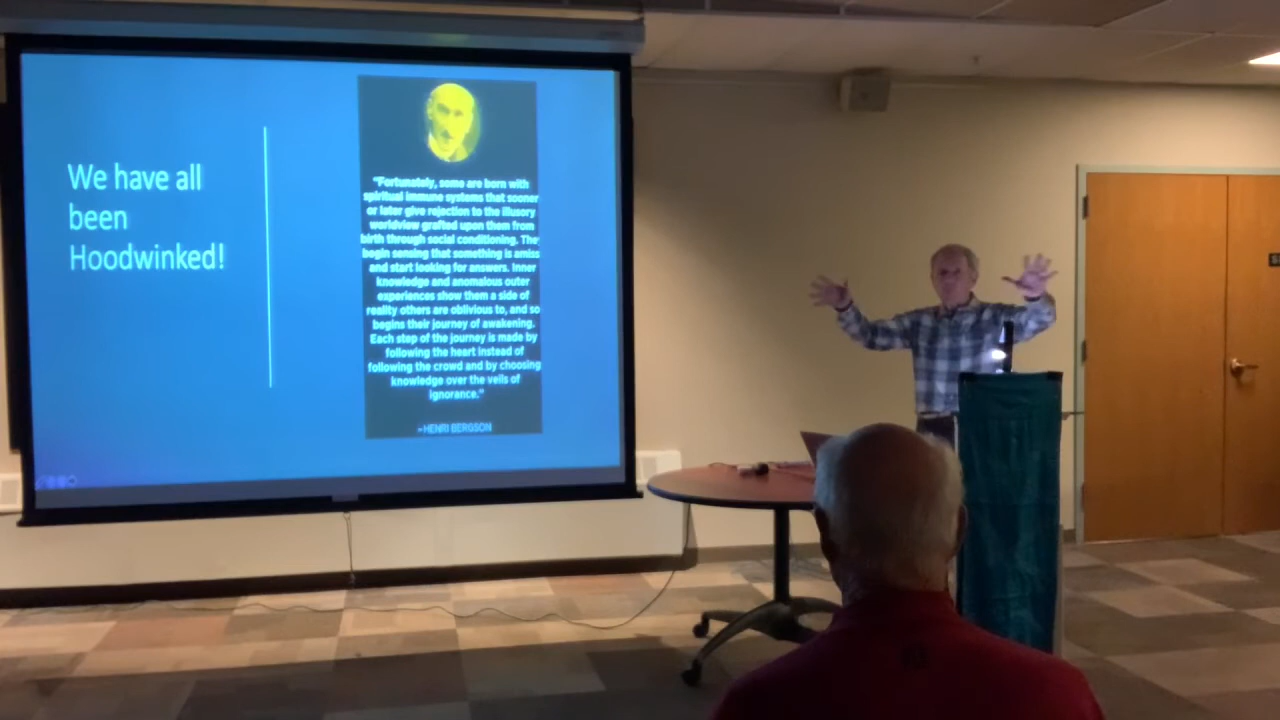 We have all
been
Hoodwinked!
"Fortunately, some are born with
spiritual immune systems that sooner
or later give rejection to the illusory
worldview grafted upon them from
birth through social conditioning. They
begin sensing that something is amiss
and start looking for answers. Inner
knowledge and anomalous outer
experiences show them a side of
reality others are oblivious to, and so
begins their journey of awakening.
Each step of the journey is made by
following the heart instead of
following the crowd and by choosing
knowledge over the veils of
ignorance."
- HENRI BERGSON